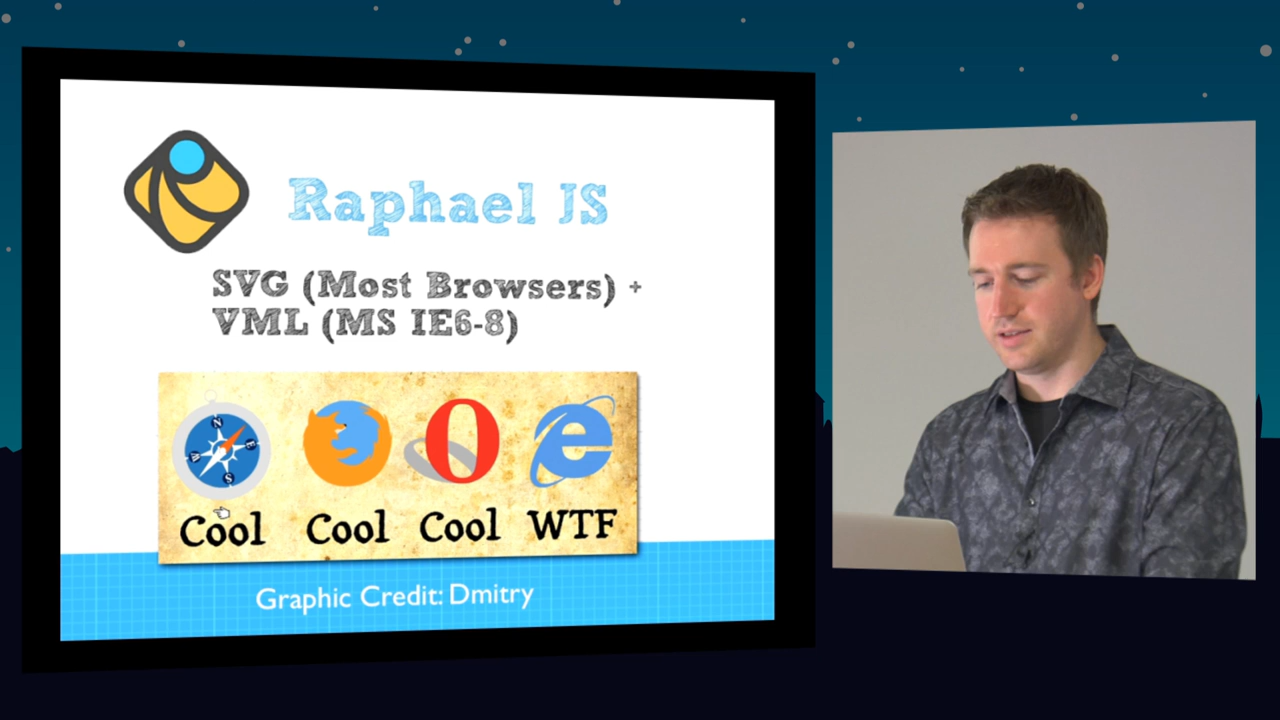 Raphael JS
SVG (Most Browsers) +
VML (MS IE6-8)
N
W
E
S
Cool Cool Cool WTF
Graphic Credit: Dmitry